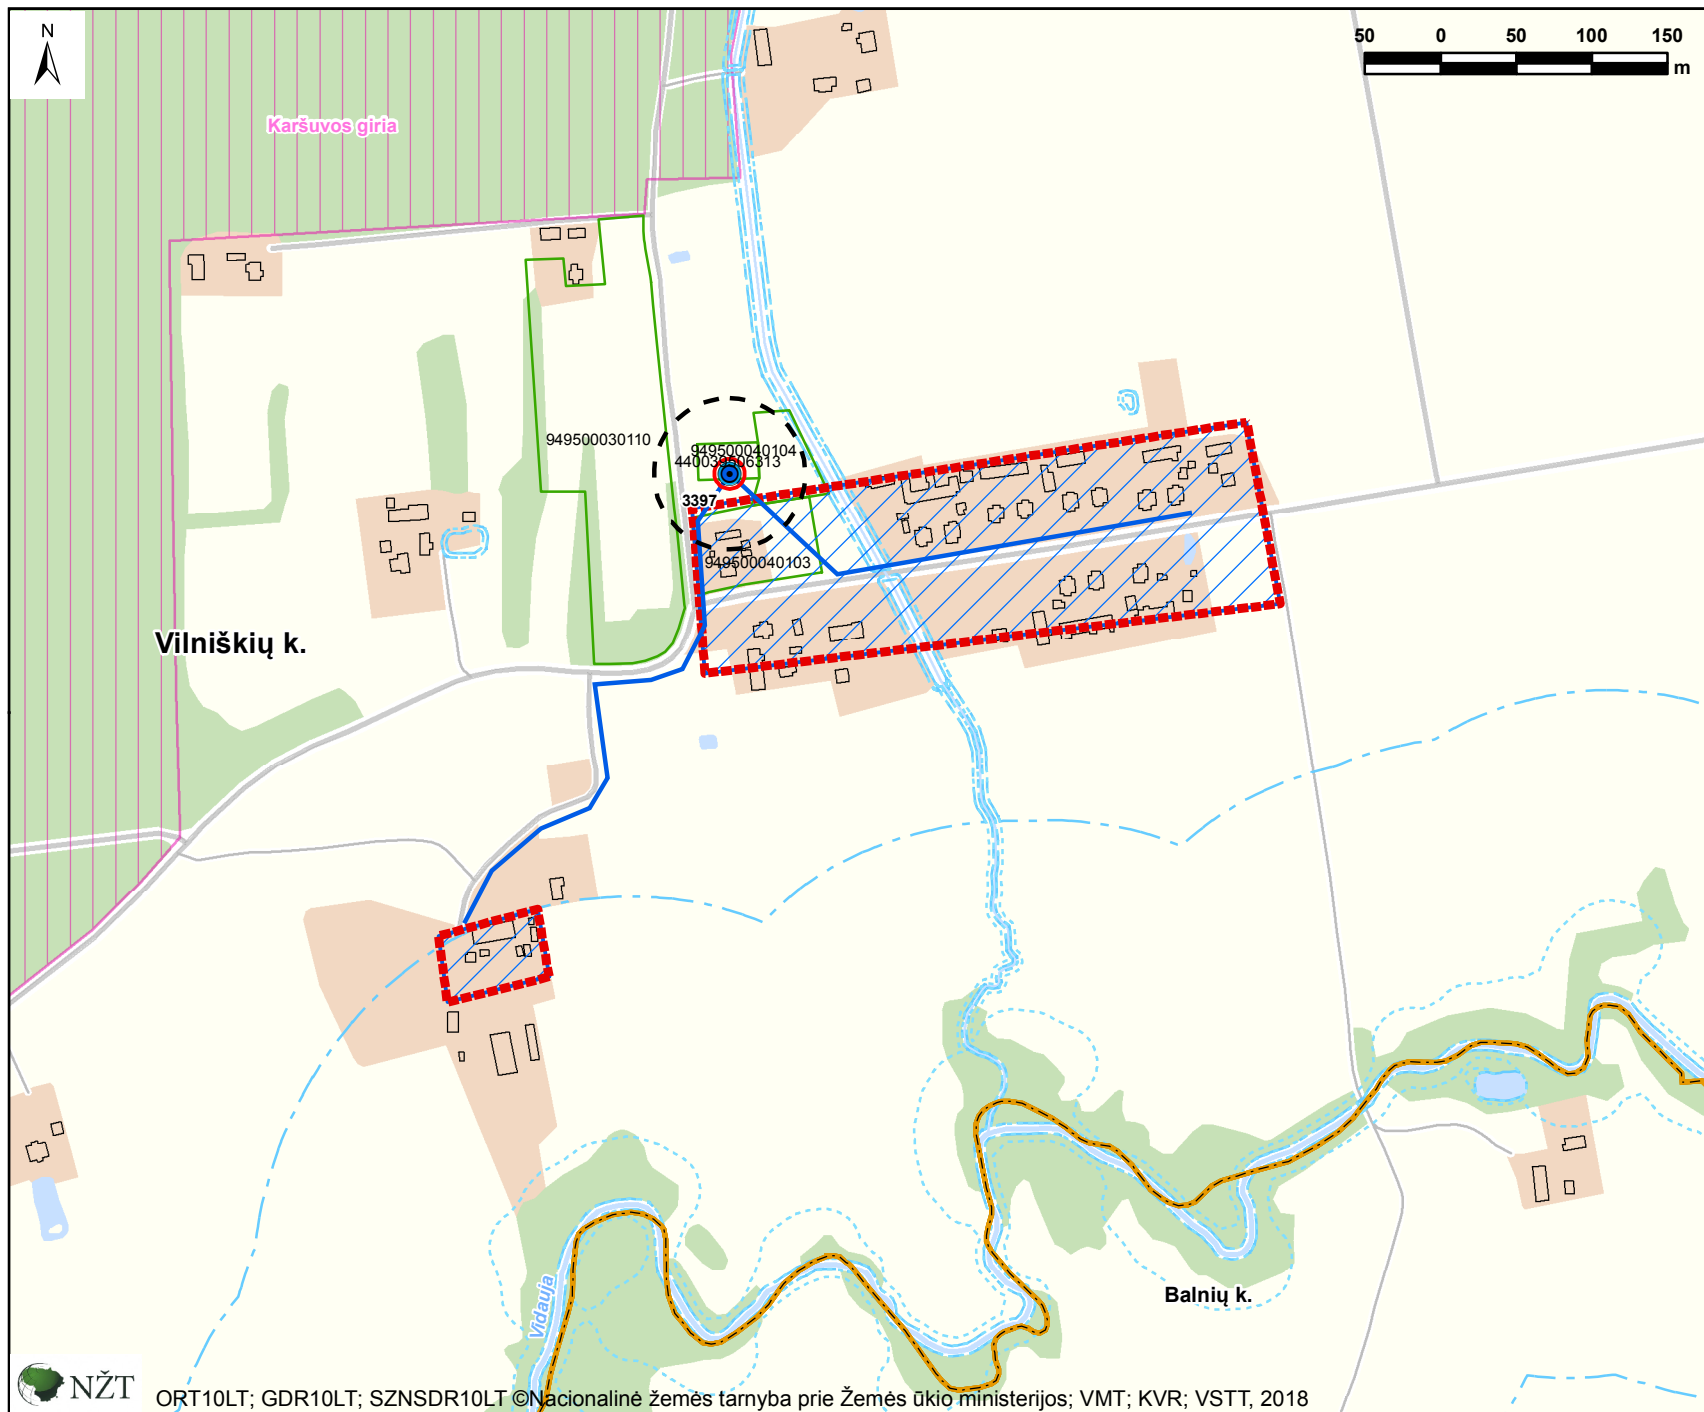 N
50 0 50 100 150
m
Karšuvos giria
949500030110
949500040104
440039506313
3397
949500040103
Vilniškių k.
Vidauja
Balnių k.
NŽT
ORT10LT; GDR10LT; SZNSDR10LT ©Nacionalinė žemės tarnyba prie Žemės ūkio ministerijos; VMT; KVR; VSTT, 2018